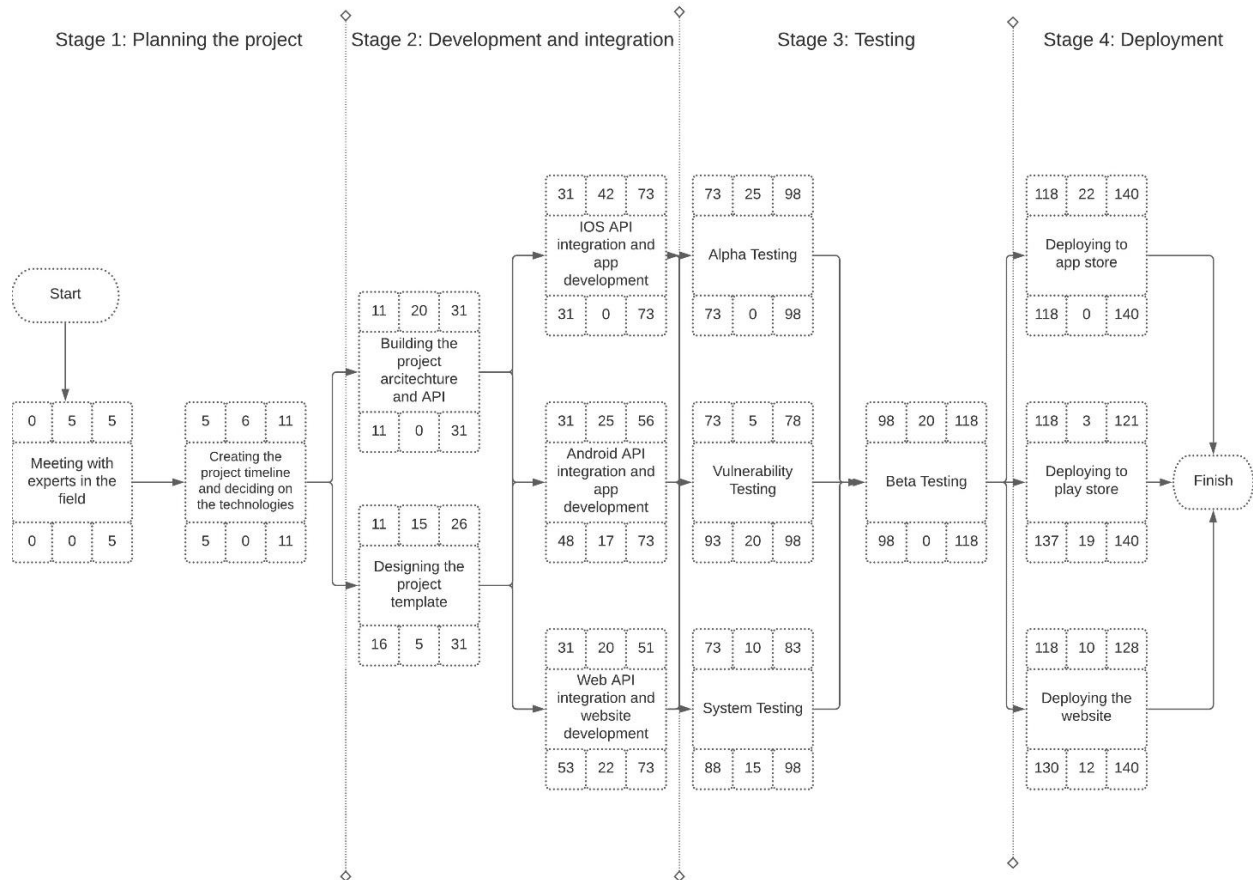 Stage 1: Planning the project
Stage 2: Development and integration
Stage 3: Testing
Stage 4: Deployment
Start
0 5 5
Meeting with
experts in the
field
0 0 5
5 6 11
Creating the
project timeline
and deciding on
the technologies
5 0 11
11 20 31
Building the
project
arcitechture
and API
11 0 31
11 15 26
Designing the
project
template
16 5 31
31 42 73
IOS API
integration and
app
development
31 0 73
31 25 56
Android API
integration and
app
development
48 17 73
31 20 51
Web API
integration and
website
development
53 22 73
73 25 98
Alpha Testing
73 0 98
73 5 78
Vulnerability
Testing
93 20 98
73 10 83
System Testing
88 15 98
98 20 118
Beta Testing
98 0 118
118 22 140
Deploying to
app store
118 0 140
118 3 121
Deploying to
play store
137 19 140
118 10 128
Deploying the
website
130 12 140
Finish